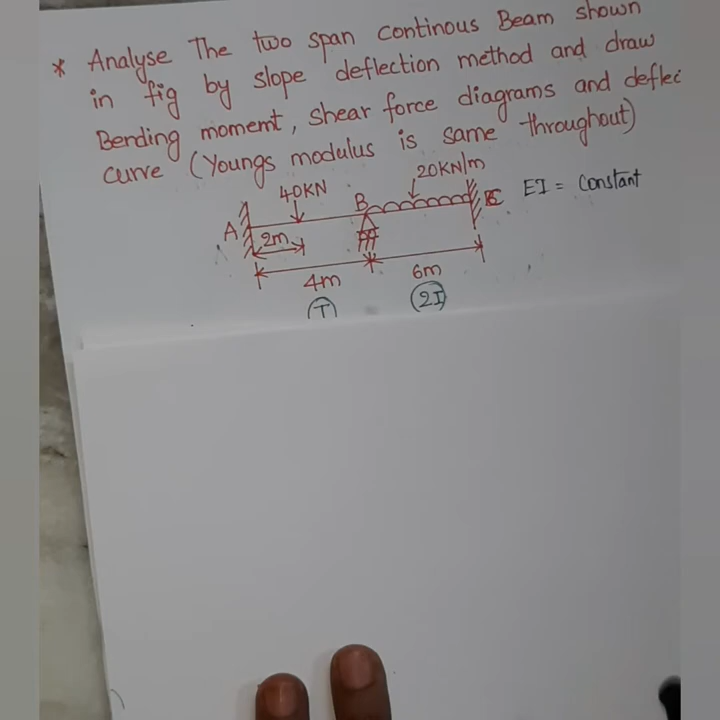 * Analyse The two span continous Beam shown
in fig by slope deflection method and draw
Berding moment, shear force diagrams and deflec
curve (Youngs modulus is same throughout)
40KN
20KN/m
A
B
C
EI = Constant
2m
4m
6m
I
2I